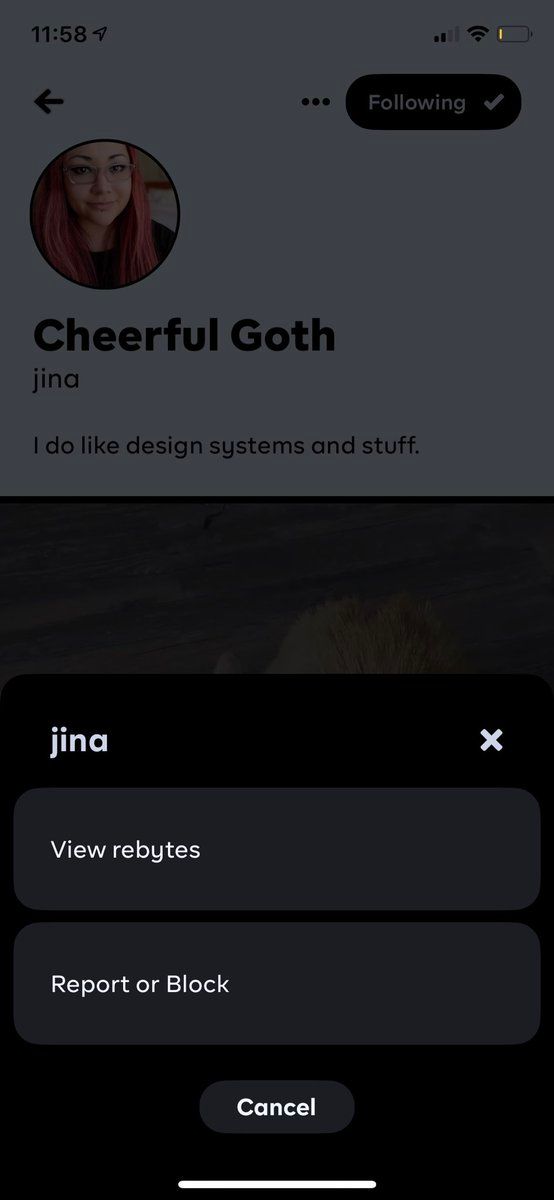 11:58
Following
Cheerful Goth
jina
I do like design systems and stuff.
jina
View rebytes
Report or Block
Cancel